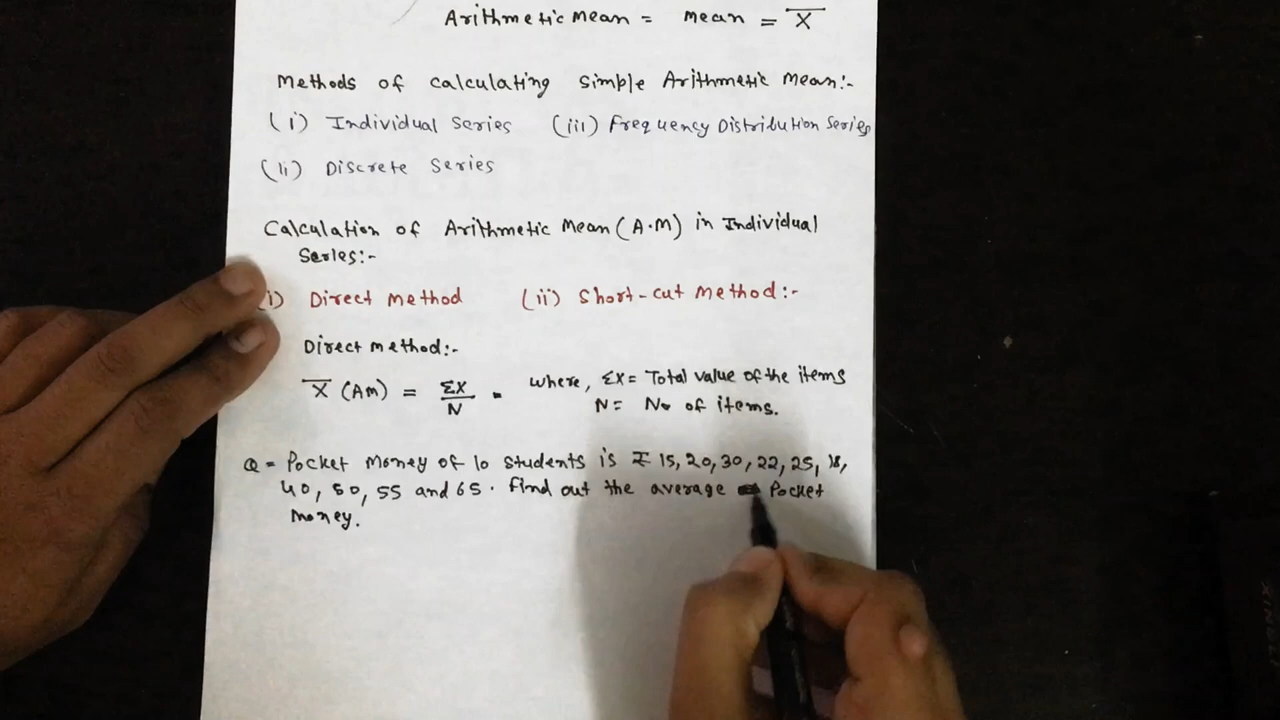 Arithmetic Mean = mean = X̅
Methods of calculating simple Arithmetic Mean:-
(i) Individual Series (iii) Frequency Distribution Series
(ii) Discrete Series
Calculation of Arithmetic Mean (A.M) in Individual
Series:-
i) Direct Method (ii) Short-cut Method:-
Direct method:-
X̅ (Am) = ΣX/N . where, ΣX = Total value of the items
N = No of items.
Q = Pocket Money of 10 students is ₹ 15, 20, 30, 22, 25, 18,
40, 50, 55 and 65. Find out the average Pocket
Money.